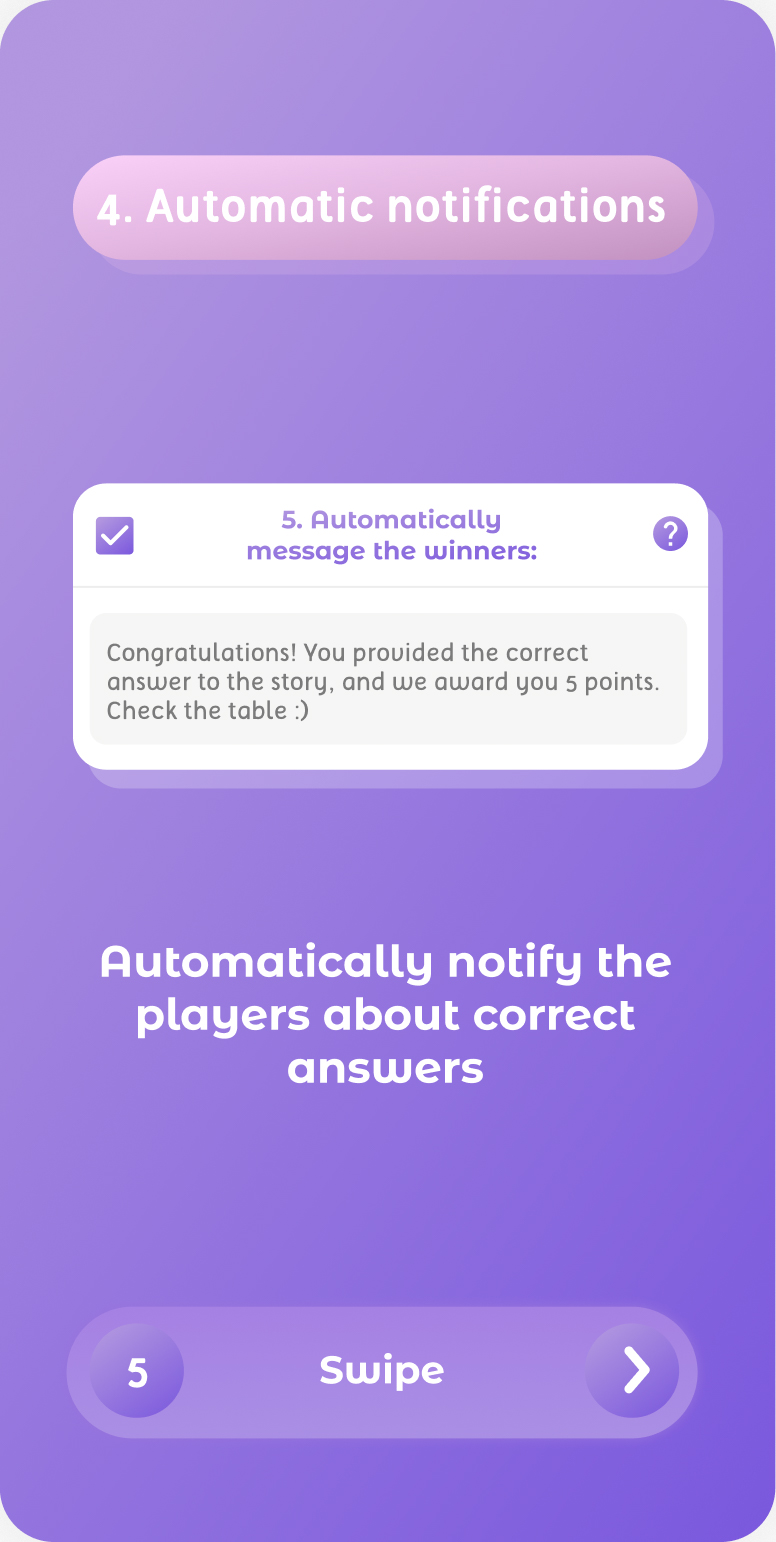 4. Automatic notifications
5. Automatically
message the winners:
?
Congratulations! You provided the correct
answer to the story, and we award you 5 points.
Check the table :)
Automatically notify the
players about correct
answers
5 Swipe